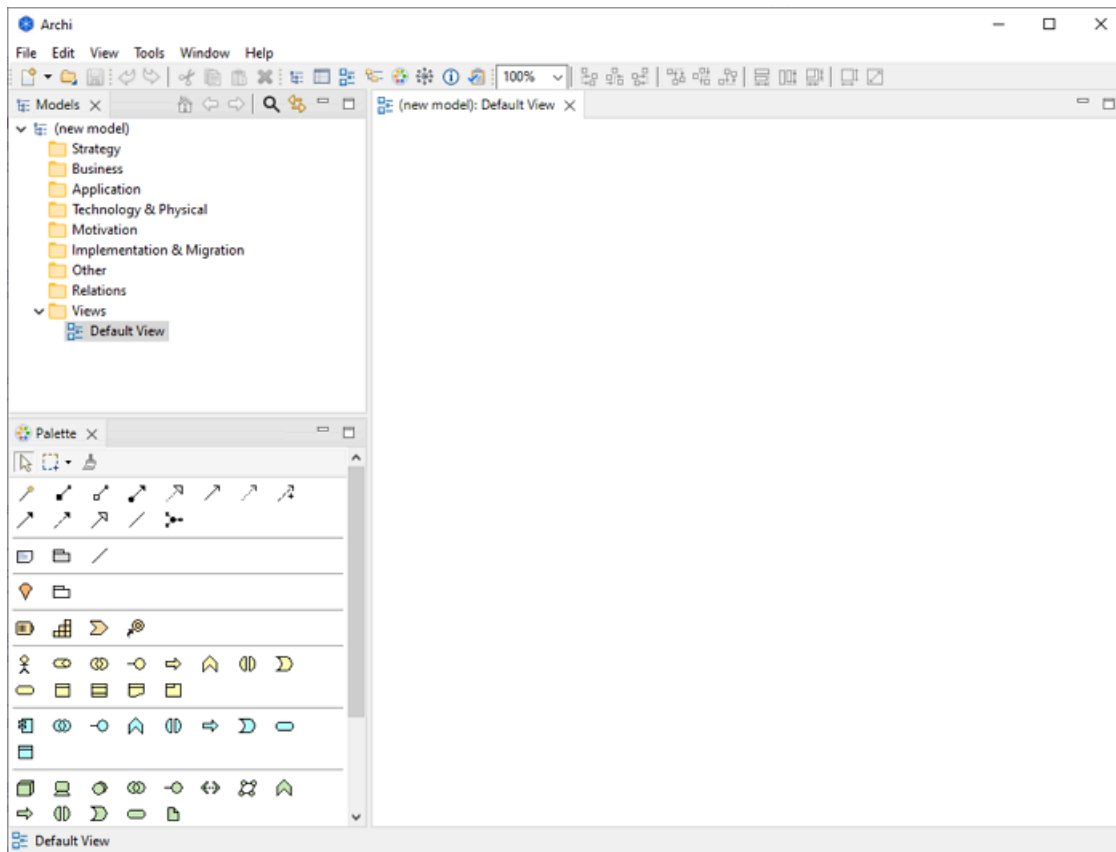 Archi
File Edit View Tools Window Help
100%
Models
(new model): Default View
(new model)
Strategy
Business
Application
Technology & Physical
Motivation
Implementation & Migration
Other
Relations
Views
Default View
Palette
Default View